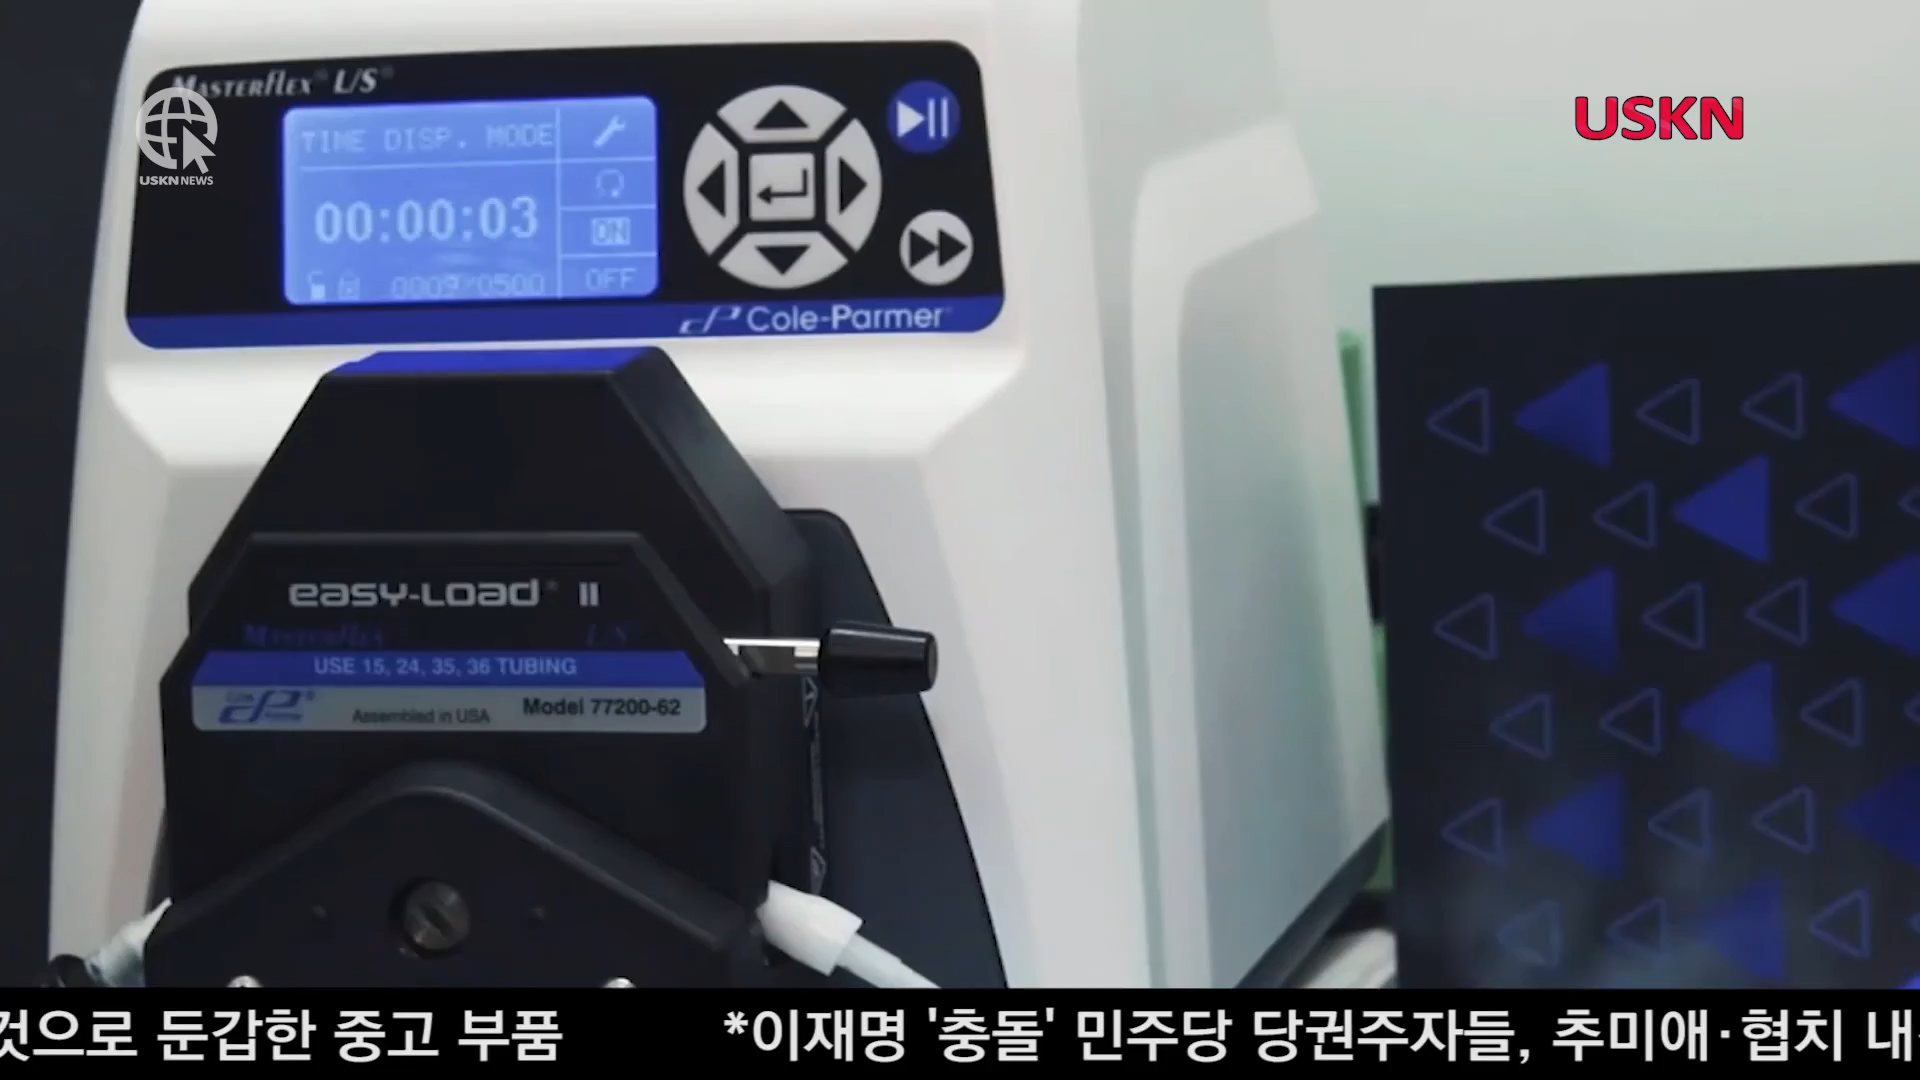 MASTERFLEX® L/S®
USKN NEWS
USKN
TIME DISP. MODE
00:00:03
ON
0009/0500
OFF
Cole-Parmer
easy-LOAD® II
MASTERFLEX L/S
USE 15, 24, 35, 36 TUBING
Assembled in USA
Model 77200-62
것으로 둔갑한 중고 부품
*이재명 '충돌' 민주당 당권주자들, 추미애·협치 내